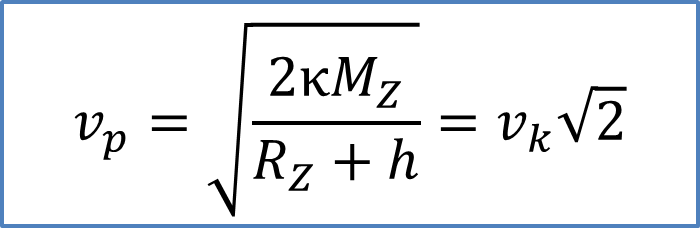 v_p = √(2κM_Z / (R_Z + h)) = v_k√2